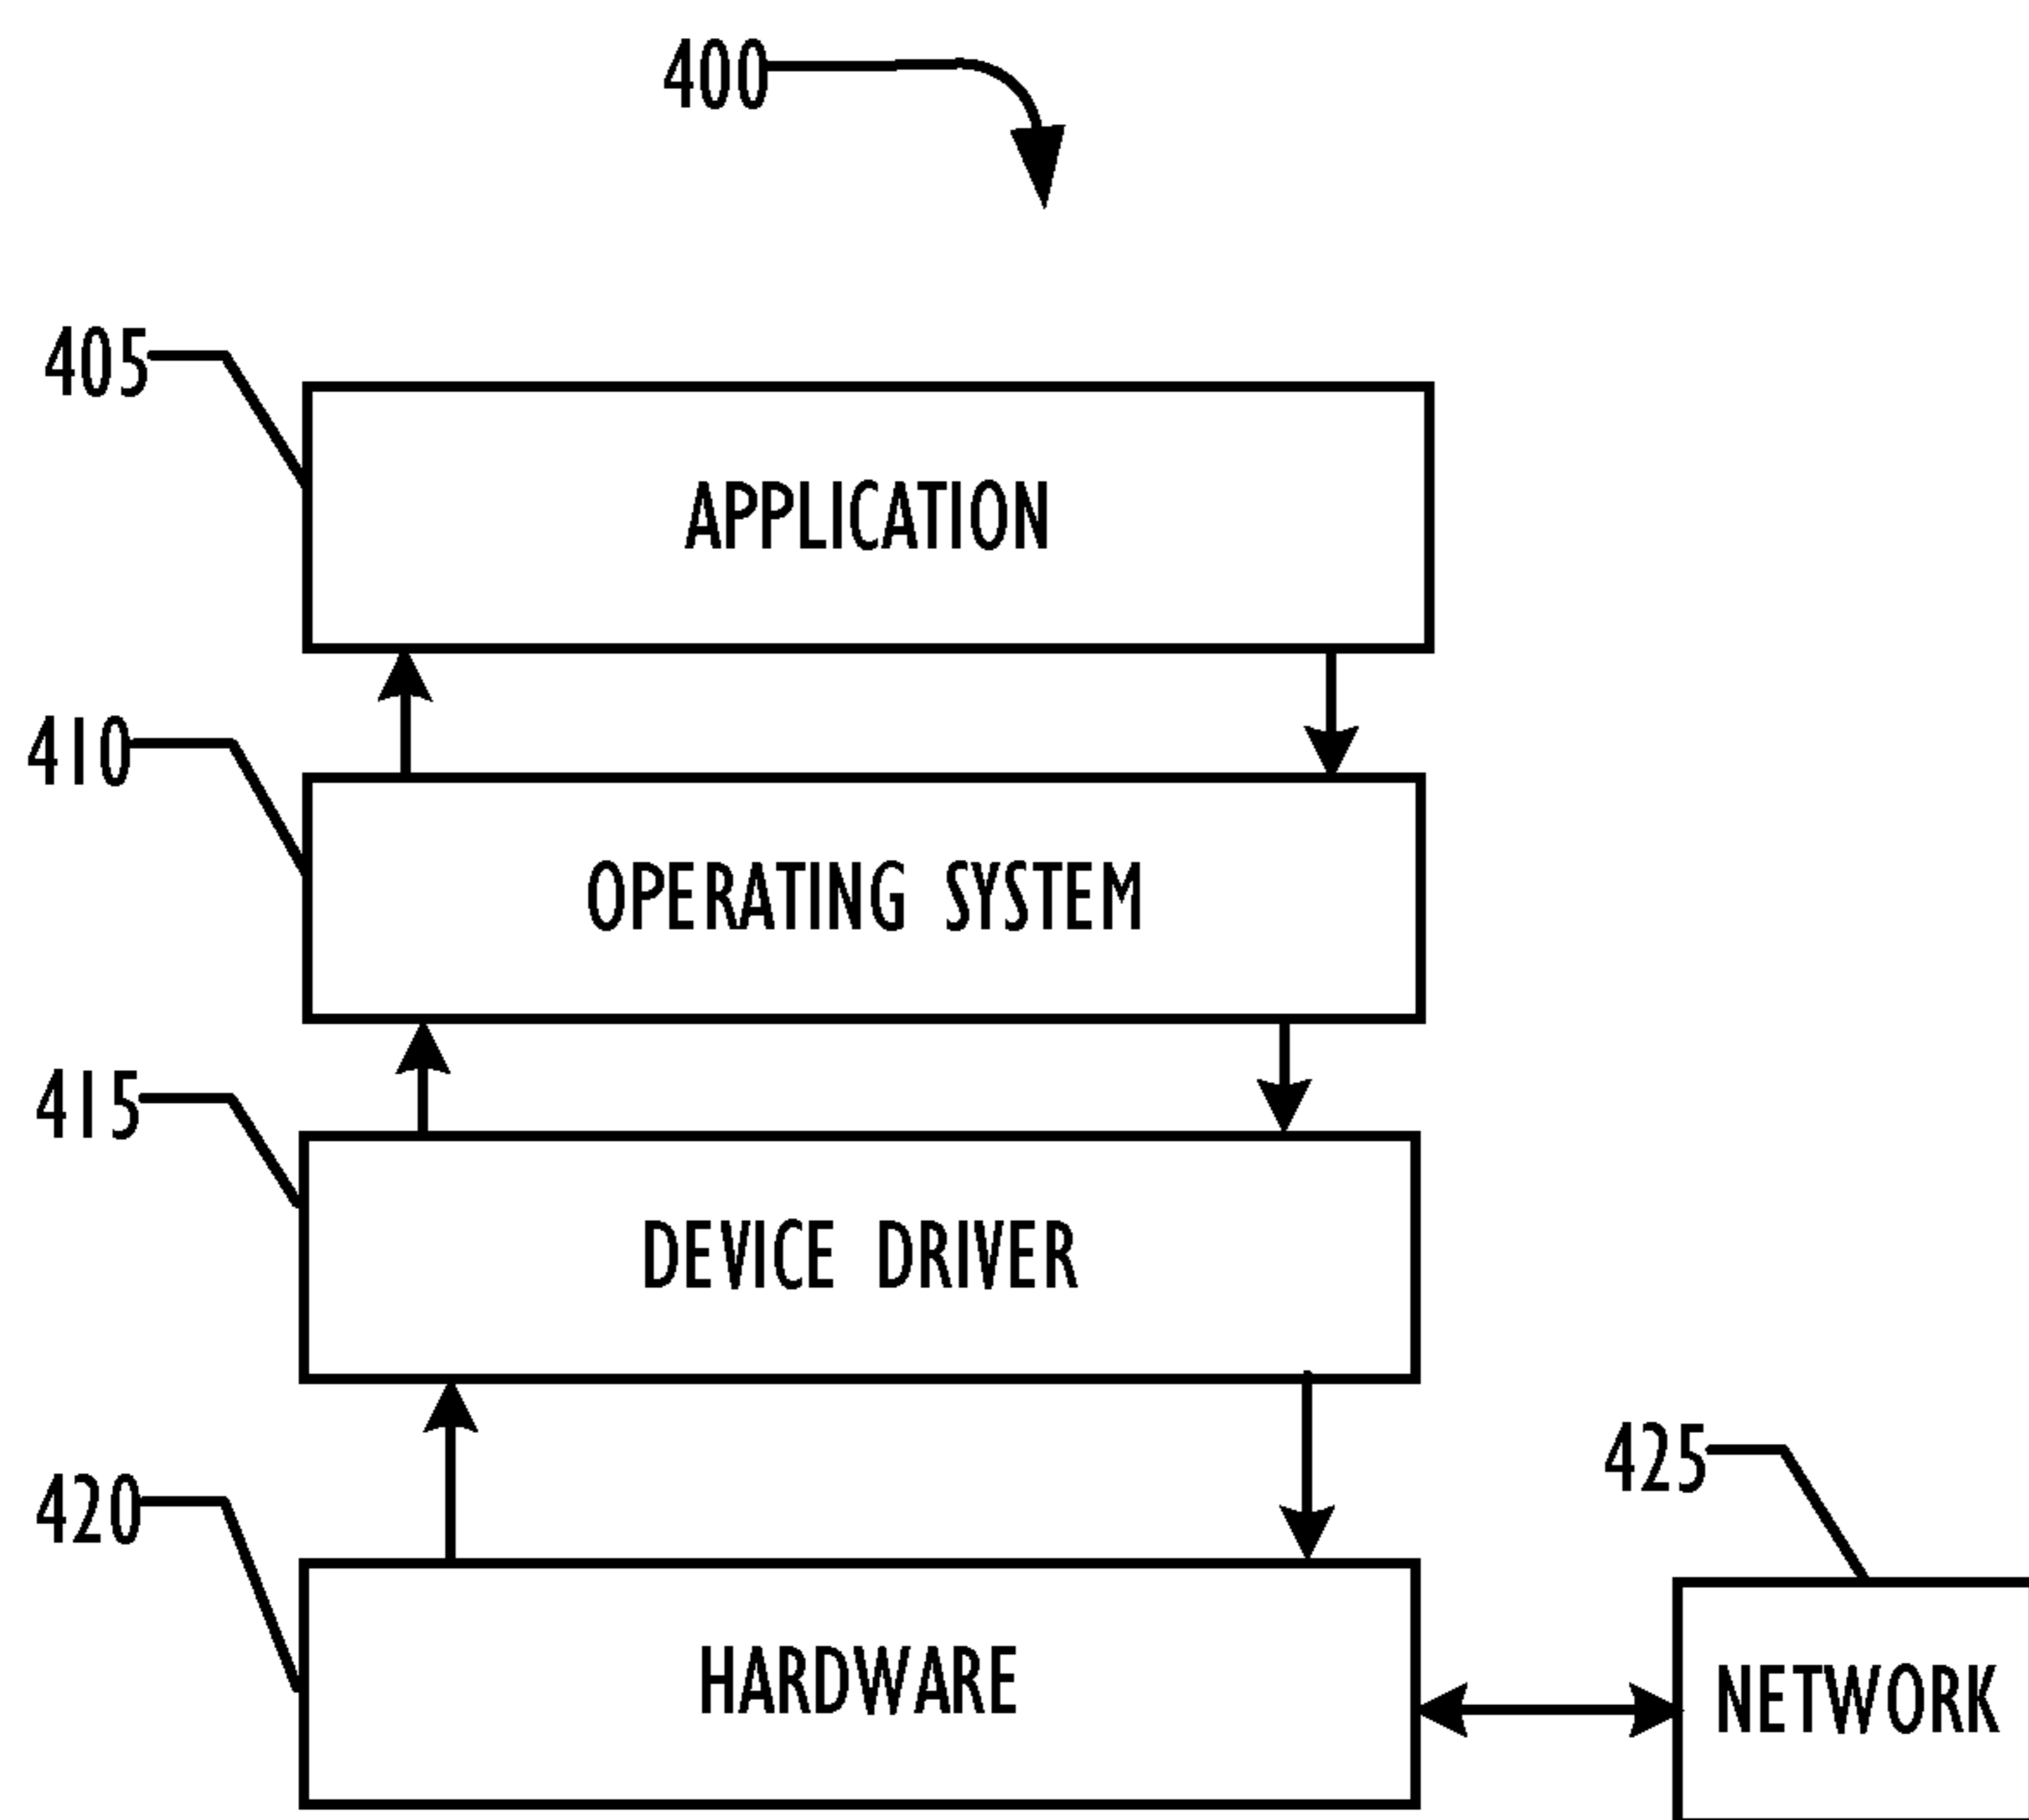 400
405
APPLICATION
410
OPERATING SYSTEM
415
DEVICE DRIVER
420
HARDWARE
425
NETWORK